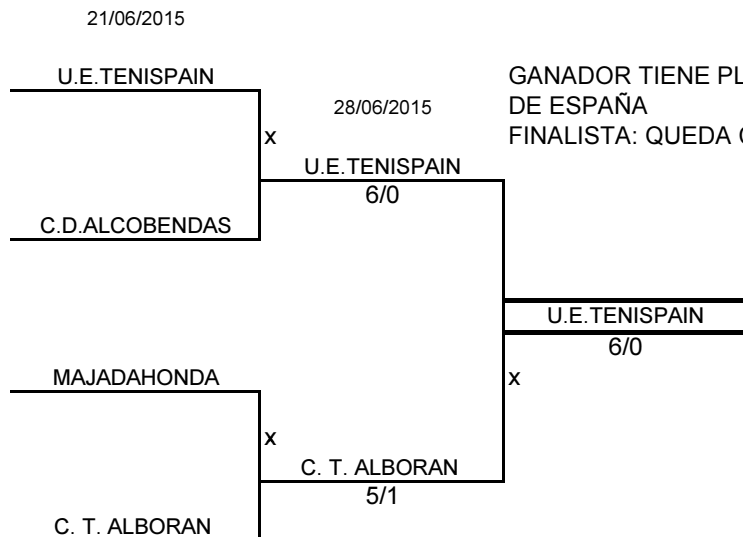 21/06/2015
U.E.TENISPAIN
GANADOR TIENE
28/06/2015
DE ESPAÑA
x
FINALISTA: QUEDA
U.E.TENISPAIN
6/0
C.D.ALCOBENDAS
U.E.TENISPAIN
6/0
MAJADAHONDA
x
x
C. T. ALBORAN
5/1
C. T. ALBORAN